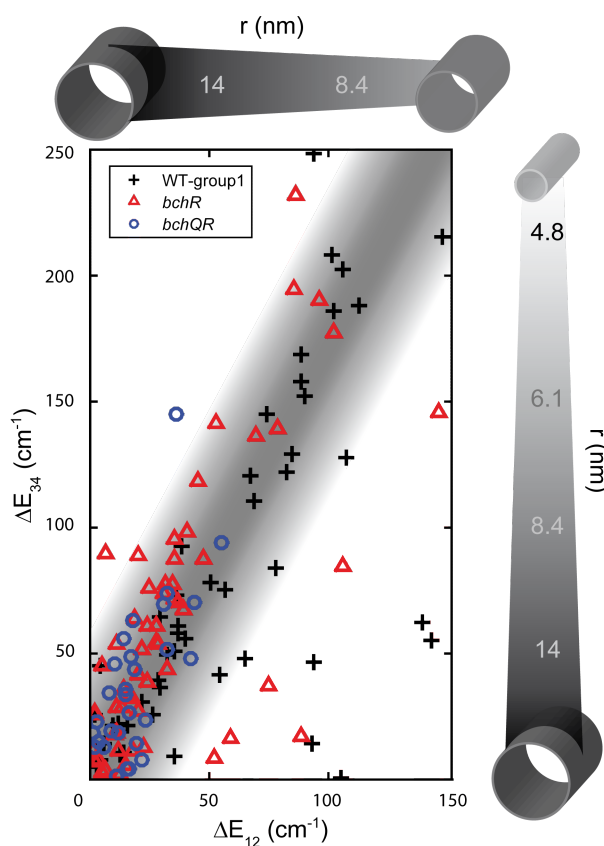 r (nm)
14 8.4
250
WT-group1
bchR
bchQR
200
150
100
50
0 50 100 150
ΔE₁₂ (cm⁻¹)
ΔE₃₄ (cm⁻¹)
4.8
6.1
8.4
14
r (nm)